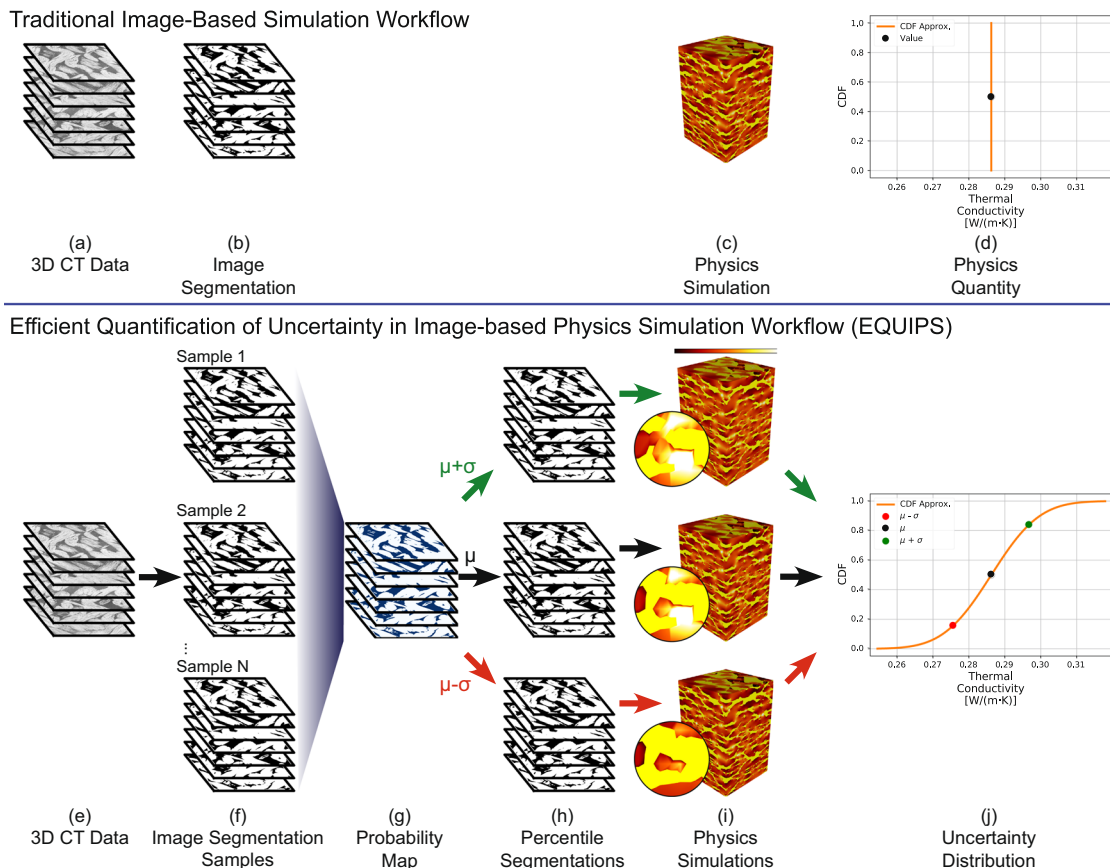 Traditional Image-Based Simulation Workflow
CDF Approx.
Value
1.0
0.8
0.6
0.4
0.2
0.0
CDF
0.26 0.27 0.28 0.29 0.30 0.31
Thermal
Conductivity
[W/(m·K)]
(a)
3D CT Data
(b)
Image
Segmentation
(c)
Physics
Simulation
(d)
Physics
Quantity
Efficient Quantification of Uncertainty in Image-based Physics Simulation Workflow (EQUIPS)
Sample 1
Sample 2
...
Sample N
μ+σ
μ
μ-σ
CDF Approx.
μ - σ
μ
μ + σ
1.0
0.8
0.6
0.4
0.2
0.0
CDF
0.26 0.27 0.28 0.29 0.30 0.31
Thermal
Conductivity
[W/(m·K)]
(e)
3D CT Data
(f)
Image Segmentation
Samples
(g)
Probability
Map
(h)
Percentile
Segmentations
(i)
Physics
Simulations
(j)
Uncertainty
Distribution